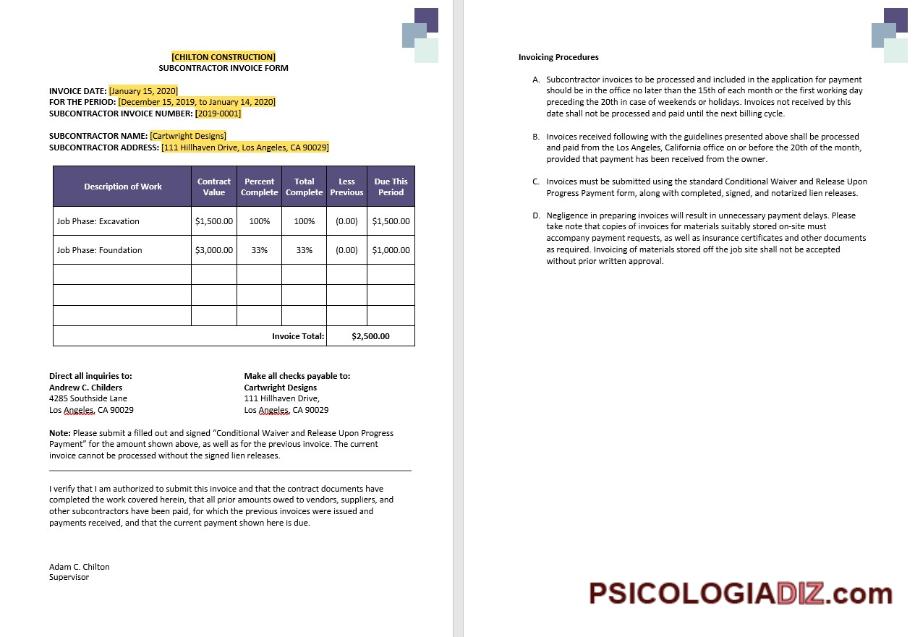 [CHILTON CONSTRUCTION]
SUBCONTRACTOR INVOICE FORM
INVOICE DATE: [January 15, 2020]
FOR THE PERIOD: [December 15, 2019, to January 14, 2020]
SUBCONTRACTOR INVOICE NUMBER: [2019-0001]
SUBCONTRACTOR NAME: [Cartwright Designs]
SUBCONTRACTOR ADDRESS: [111 Hillhaven Drive, Los Angeles, CA 90029]
Description of Work Contract Value Percent Complete Total Complete Less Previous Due This Period
Job Phase: Excavation $1,500.00 100% 100% (0.00) $1,500.00
Job Phase: Foundation $3,000.00 33% 33% (0.00) $1,000.00
Invoice Total: $2,500.00
Direct all inquiries to:
Andrew C. Childers
4285 Southside Lane
Los Angeles, CA 90029
Make all checks payable to:
Cartwright Designs
111 Hillhaven Drive,
Los Angeles, CA 90029
Note: Please submit a filled out and signed “Conditional Waiver and Release Upon Progress
Payment” for the amount shown above, as well as for the previous invoice. The current
invoice cannot be processed without the signed lien releases.
I verify that I am authorized to submit this invoice and that the contract documents have
completed the work covered herein, that all prior amounts owed to vendors, suppliers, and
other subcontractors have been paid, for which the previous invoices were issued and
payments received, and that the current payment shown here is due.
Adam C. Chilton
Supervisor
Invoicing Procedures
A. Subcontractor invoices to be processed and included in the application for payment
should be in the office no later than the 15th of each month or the first working day
preceding the 20th in case of weekends or holidays. Invoices not received by this
date shall not be processed and paid until the next billing cycle.
B. Invoices received following with the guidelines presented above shall be processed
and paid from the Los Angeles, California office on or before the 20th of the month,
provided that payment has been received from the owner.
C. Invoices must be submitted using the standard Conditional Waiver and Release Upon
Progress Payment form, along with completed, signed, and notarized lien releases.
D. Negligence in preparing invoices will result in unnecessary payment delays. Please
take note that copies of invoices for materials suitably stored on-site must
accompany payment requests, as well as insurance certificates and other documents
as required. Invoicing of materials stored off the job site shall not be accepted
without prior written approval.
PSICOLOGIADIZ.com